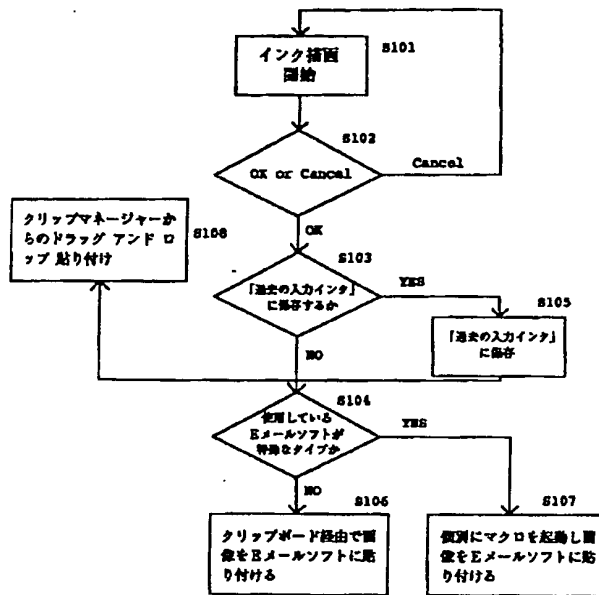 S101
インク描画
開始
S102
OK or Cancel
Cancel
OK
クリップマネージャーか
らのドラッグ アンド ロ
ップ 貼り付け
S108
S103
「過去の入力インク」
に保存するか
YES
S105
「過去の入力インク」
に保存
NO
S104
使用している
Eメールソフトが
特殊なタイプか
YES
NO
S106
クリップボード経由で画
像をEメールソフトに貼
り付ける
S107
個別にマクロを起動し画
像をEメールソフトに貼
り付ける